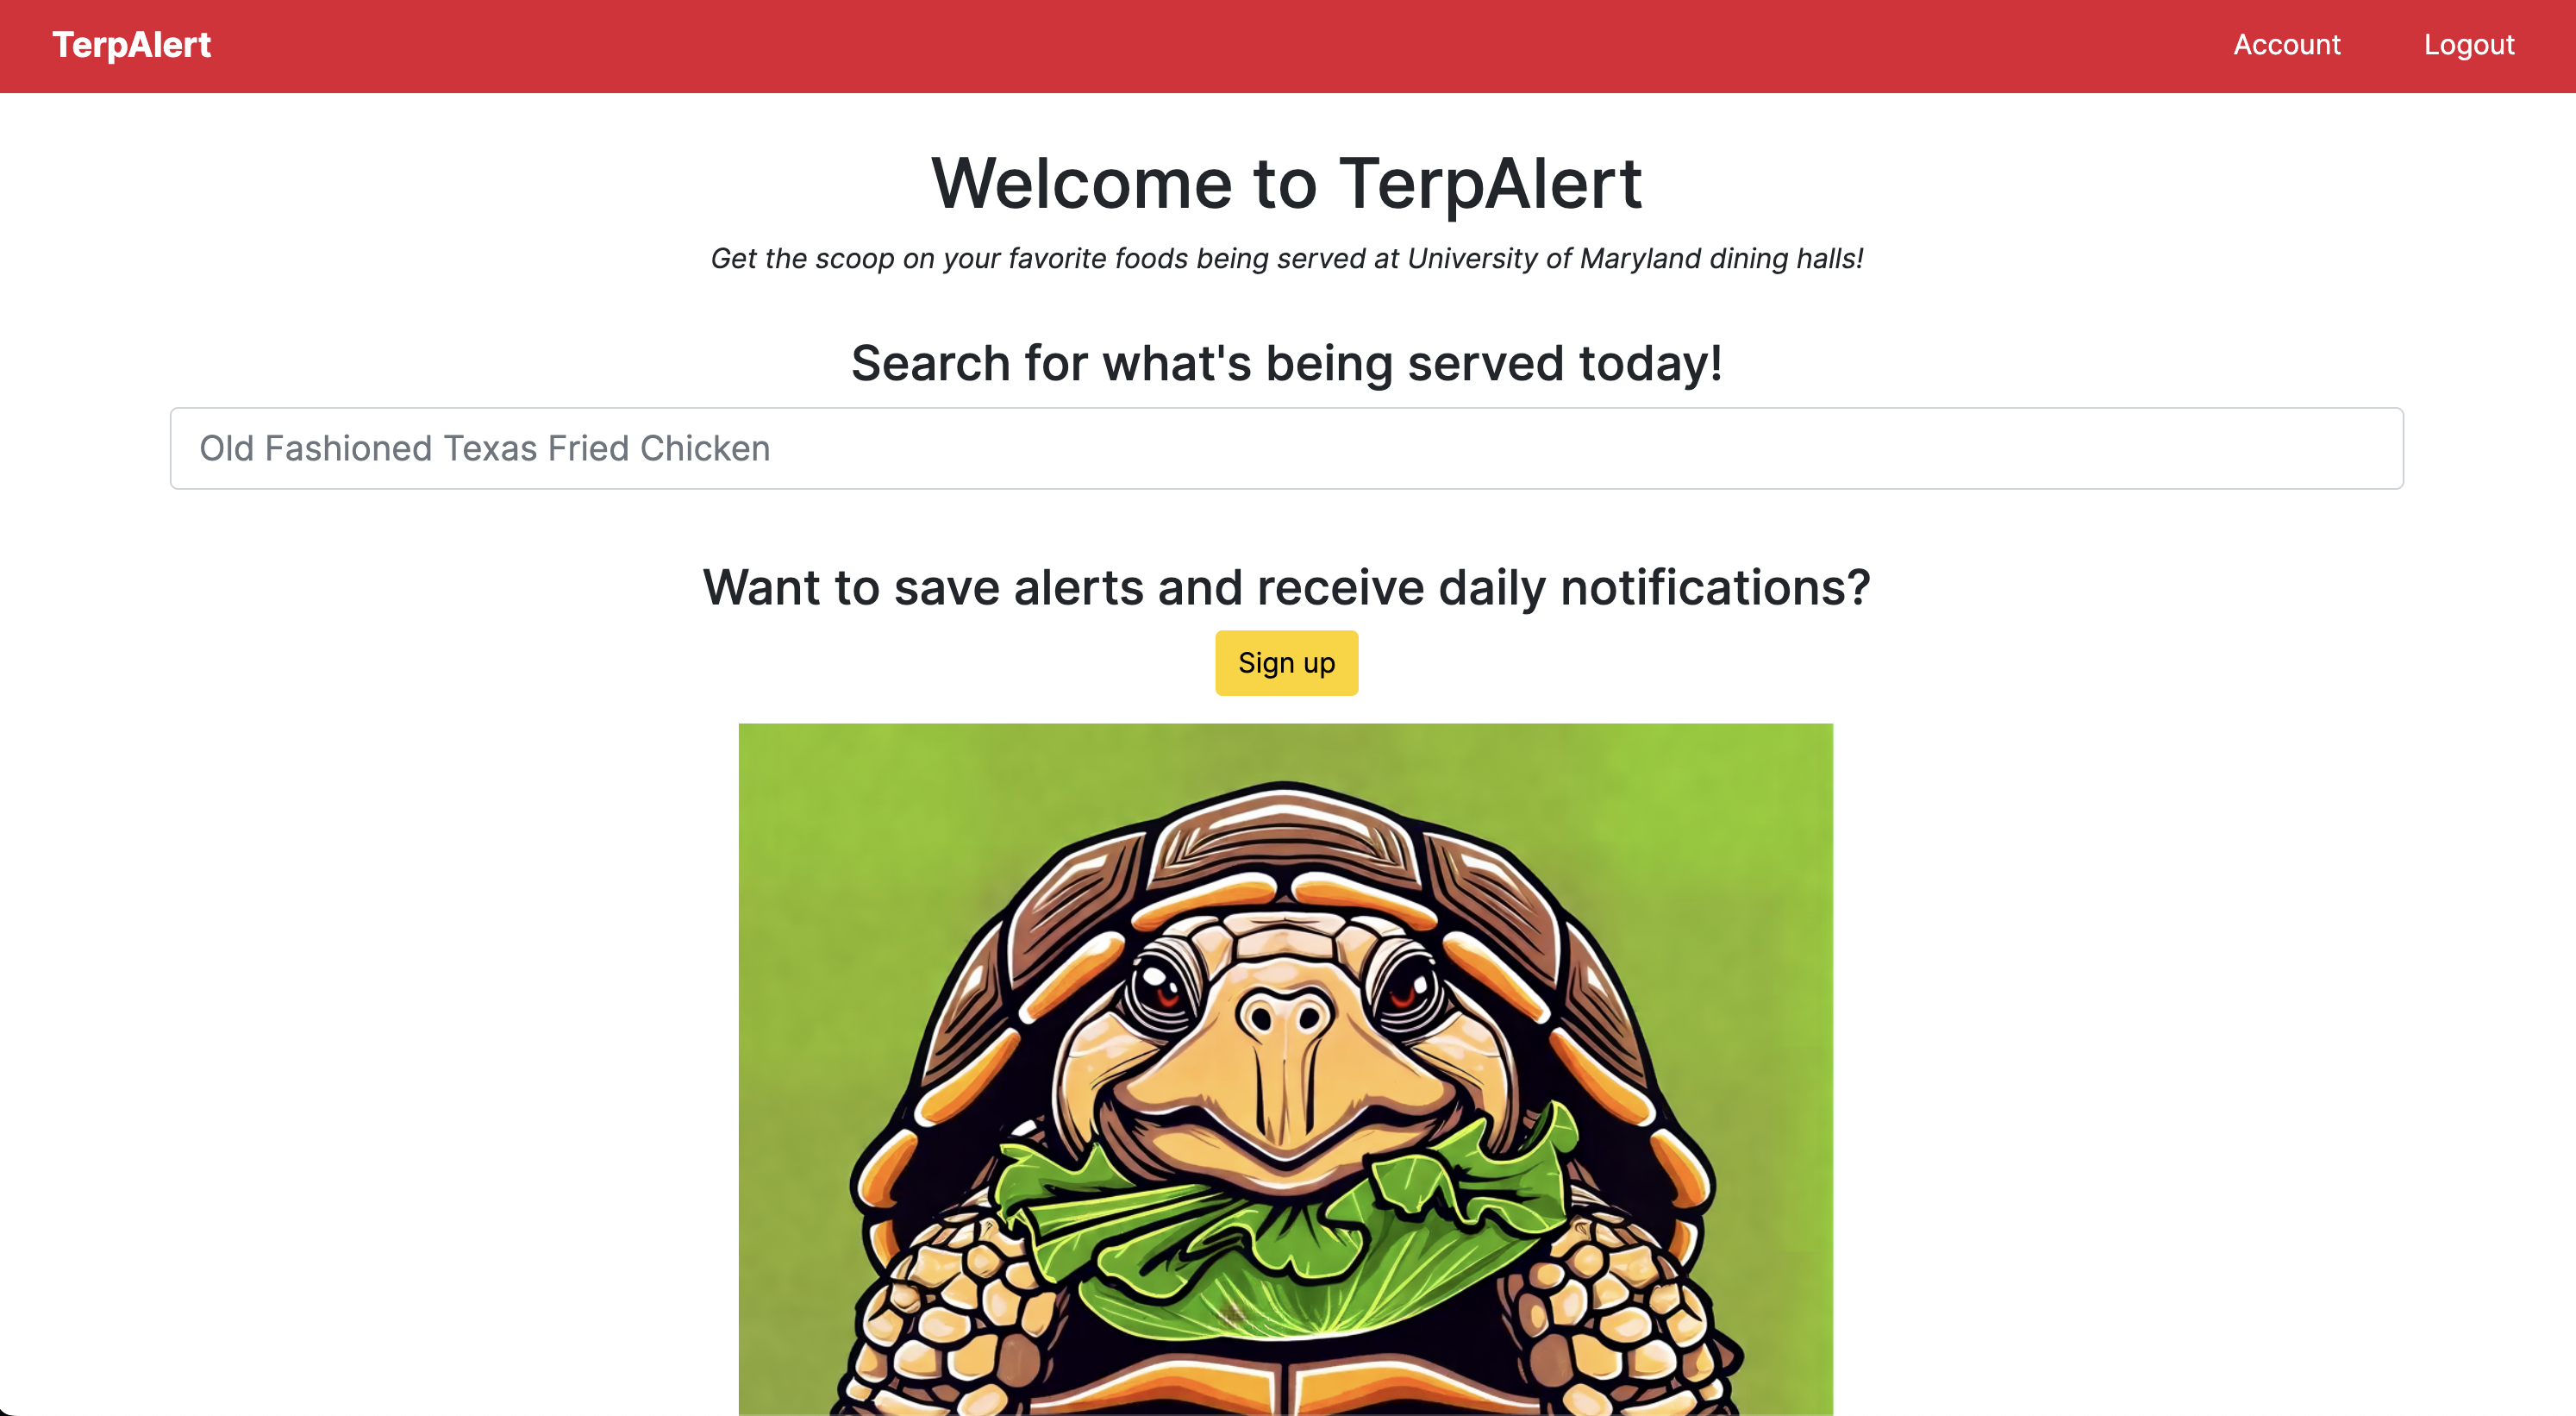 TerpAlert
Account
Logout
Welcome to TerpAlert
Get the scoop on your favorite foods being served at University of Maryland dining halls!
Search for what's being served today!
Old Fashioned Texas Fried Chicken
Want to save alerts and receive daily notifications?
Sign up